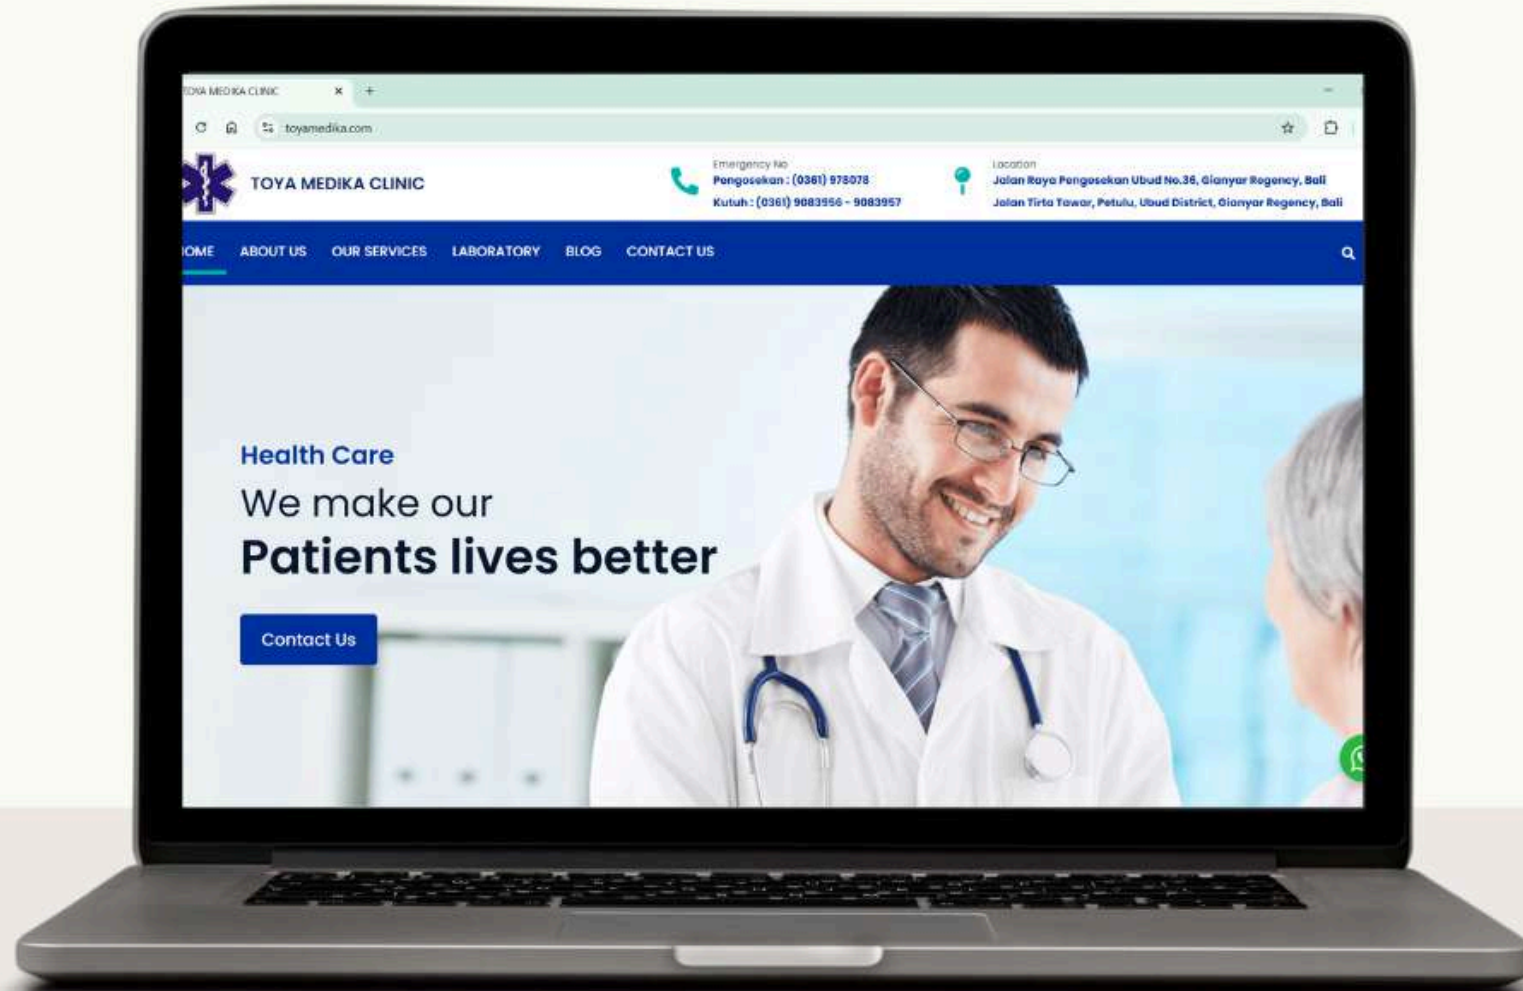 TOYA MEDIKA CLINIC
toyamedika.com
TOYA MEDIKA CLINIC
Emergency No
Pengosekan : (0361) 978078
Kutuh : (0361) 9083956 - 9083957
Location
Jalan Raya Pengosekan Ubud No.36, Gianyar Regency, Bali
Jalan Tirta Tawar, Petulu, Ubud District, Gianyar Regency, Bali
HOME ABOUT US OUR SERVICES LABORATORY BLOG CONTACT US
Health Care
We make our
Patients lives better
Contact Us